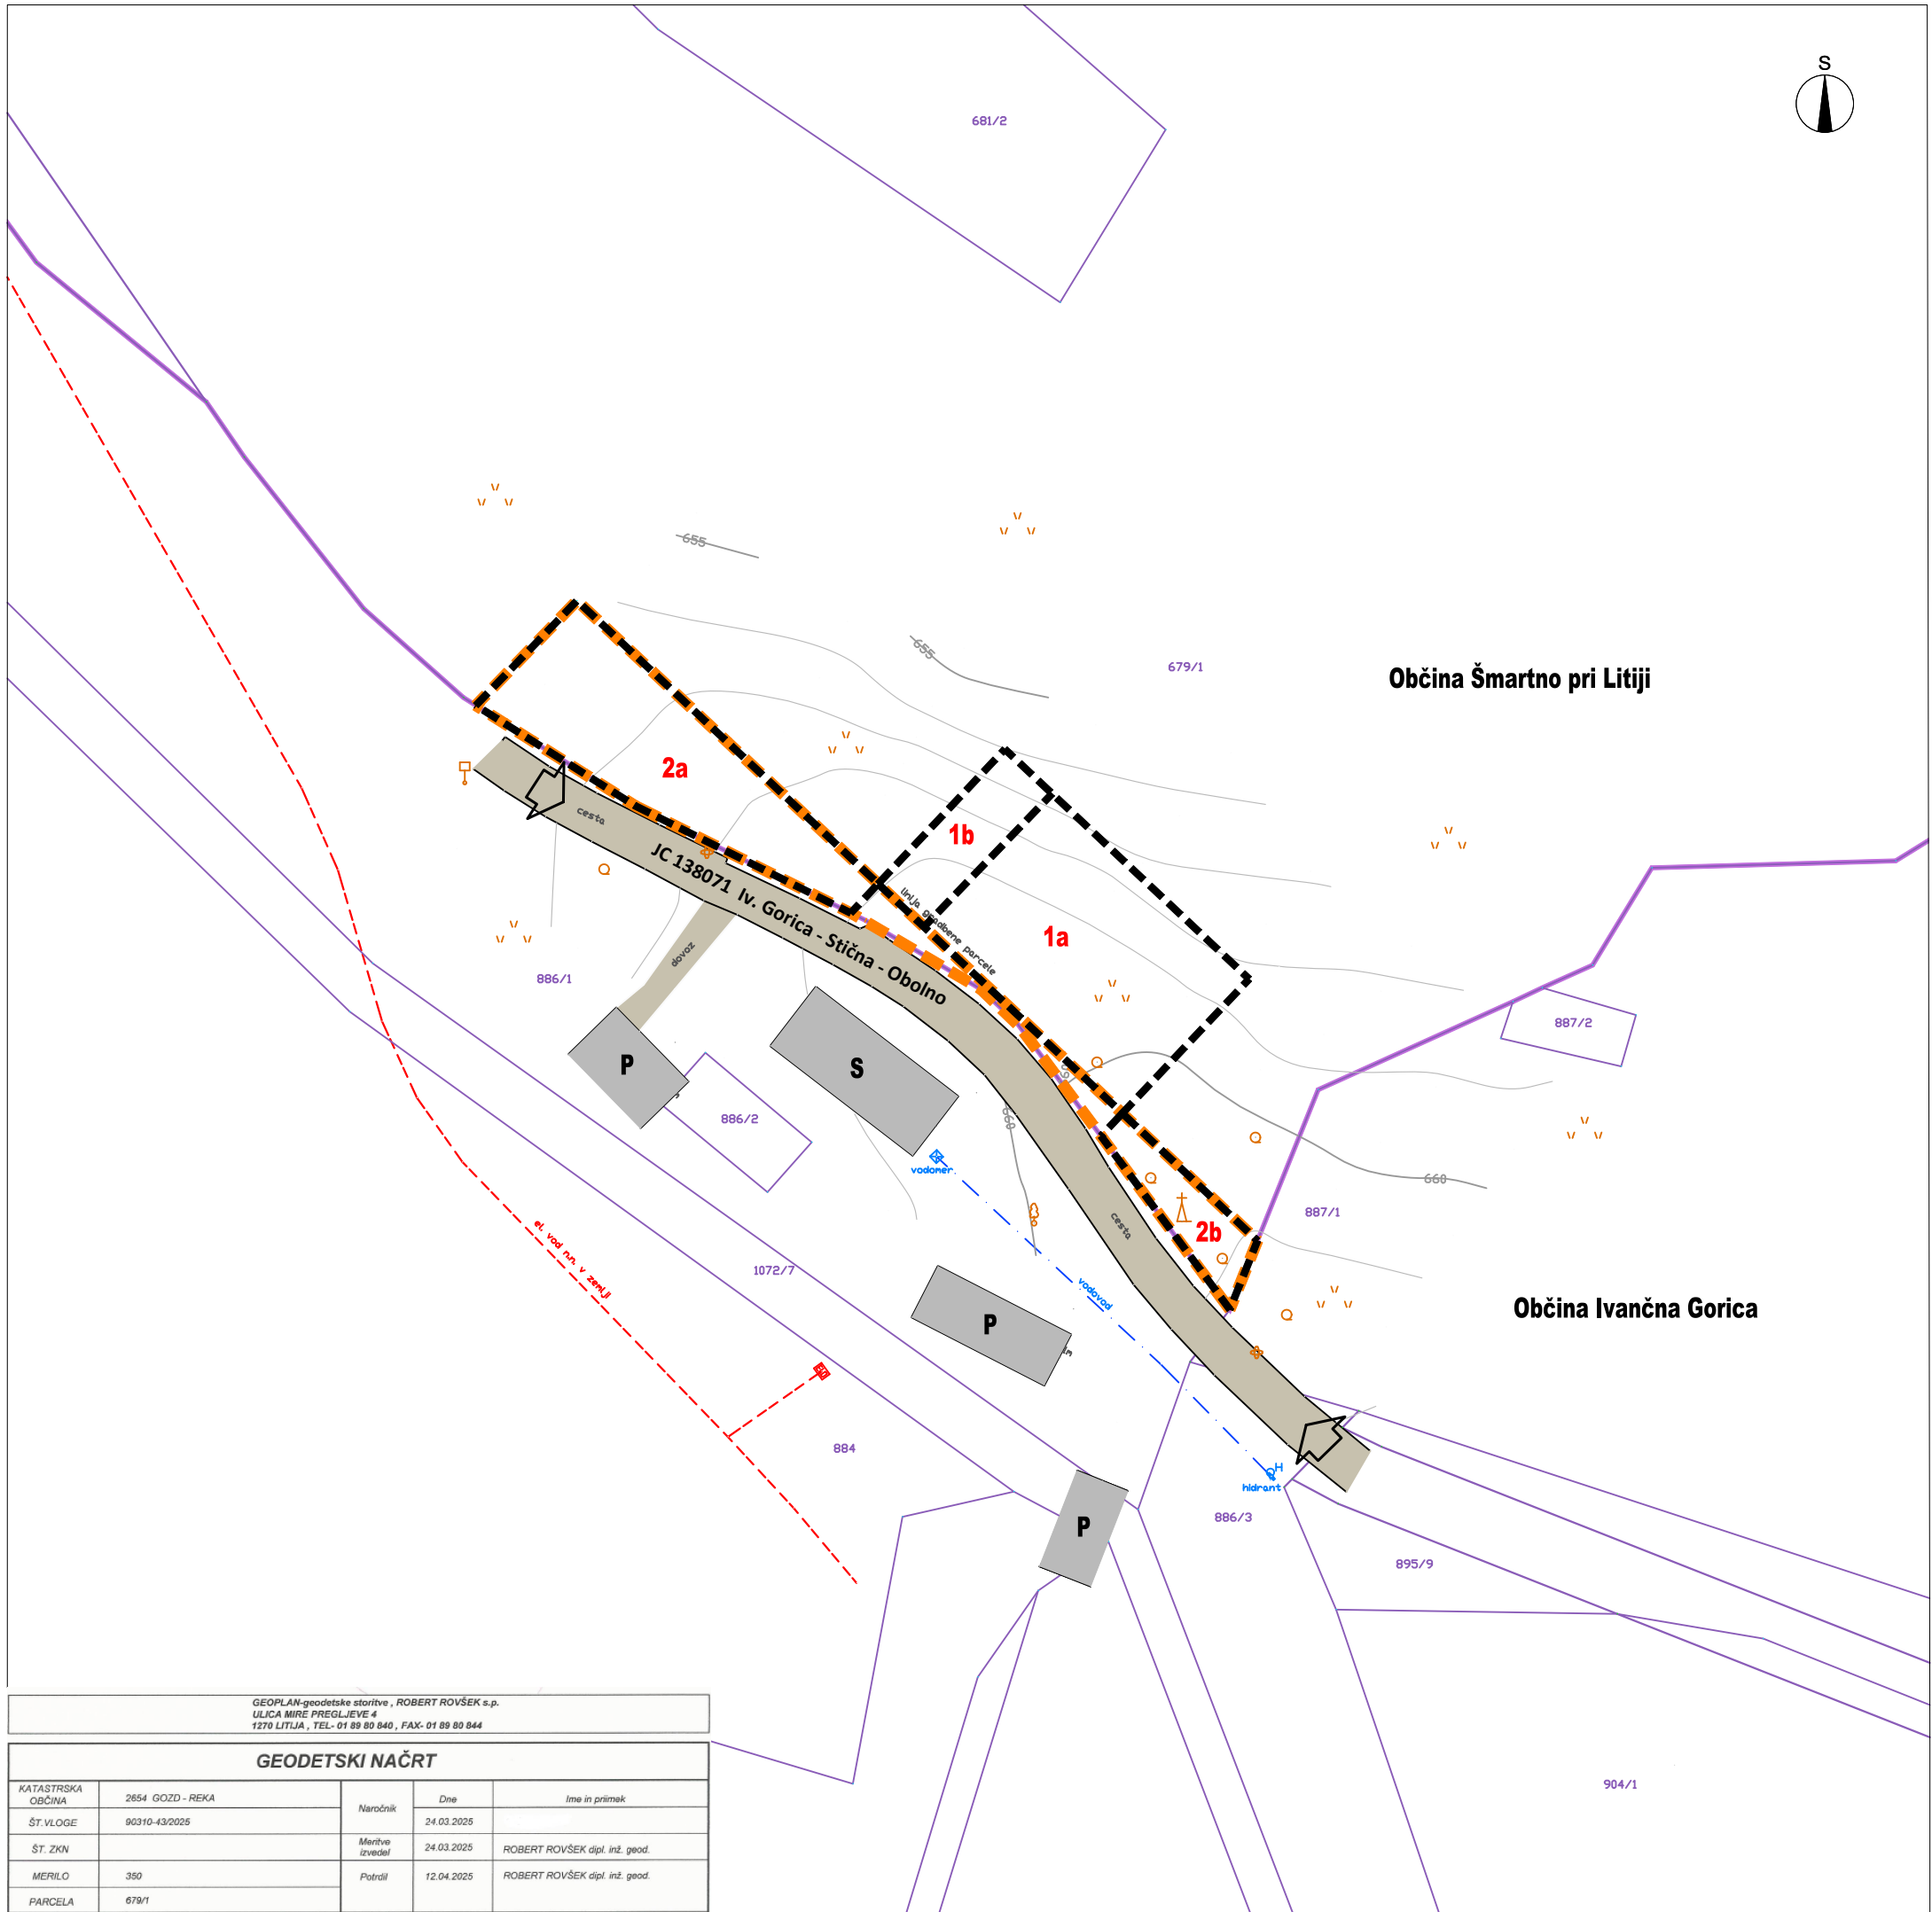 S
681/2
655
655
679/1
Občina Šmartno pri Litiji
2a
1b
cesta
JC 138071 Iv. Gorica - Stična - Obolno
linija gradbene parcele
1a
dovoz
886/1
887/2
P
S
886/2
660
vodomer
660
887/1
cesta
2b
el. vod n.n. v zemlji
1072/7
vodovod
Občina Ivančna Gorica
P
884
H
hidrant
886/3
P
895/9
904/1
GEOPLAN-geodetske storitve , ROBERT ROVŠEK s.p.
ULICA MIRE PREGLJEVE 4
1270 LITIJA , TEL- 01 89 80 840 , FAX- 01 89 80 844
GEODETSKI NAČRT
KATASTRSKA OBČINA 2654 GOZD - REKA Naročnik Dne Ime in priimek
ŠT.VLOGE 90310-43/2025 24.03.2025
ŠT. ZKN Meritve izvedel 24.03.2025 ROBERT ROVŠEK dipl. inž. geod.
MERILO 350 Potrdil 12.04.2025 ROBERT ROVŠEK dipl. inž. geod.
PARCELA 679/1